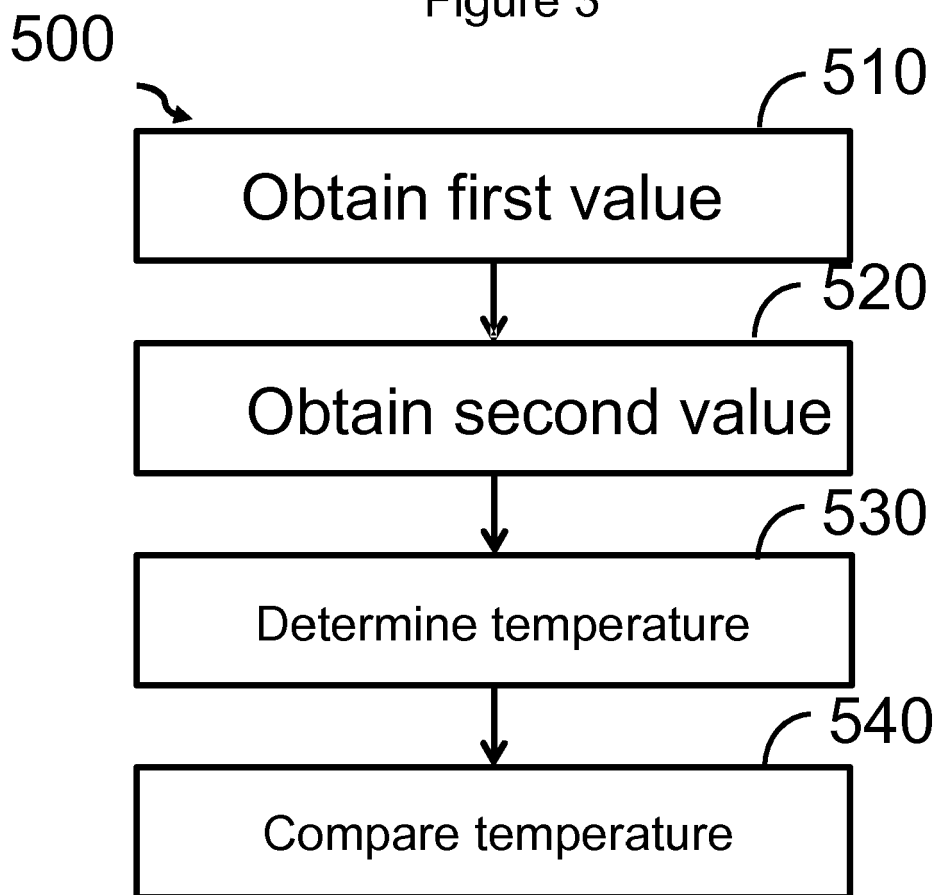 Figure 3
500
510
Obtain first value
520
Obtain second value
530
Determine temperature
540
Compare temperature